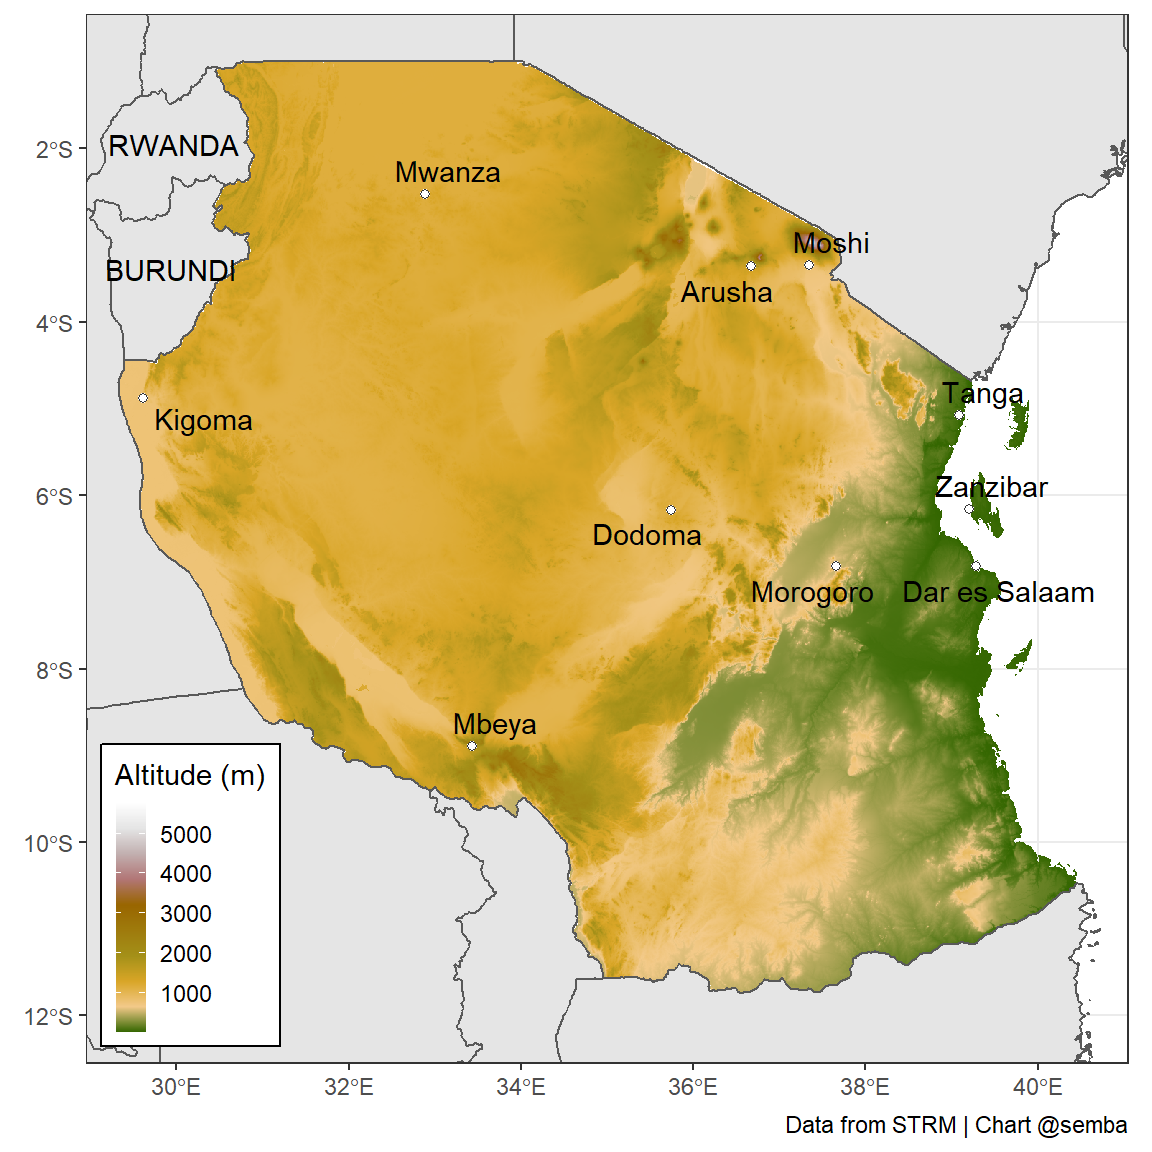 RWANDA
2°S
Mwanza
Moshi
BURUNDI
Arusha
4°S
Tanga
Kigoma
Zanzibar
6°S
Dodoma
Morogoro
Dar es Salaam
8°S
Mbeya
Altitude (m)
5000
10°S
4000
3000
2000
1000
12°S
30°E
32°E
34°E
36°E
38°E
40°E
Data from STRM | Chart @semba